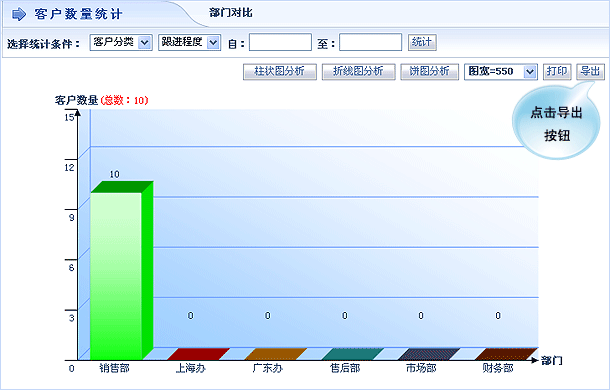 客户数量统计 部门对比
选择统计条件： 客户分类 跟进程度 自： 至： 统计
柱状图分析 折线图分析 饼图分析 图宽=550 打印 导出
点击导出
按钮
客户数量(总数：10)
15
12
9
6
3
0
10 0 0 0 0 0
销售部 上海办 广东办 售后部 市场部 财务部 部门